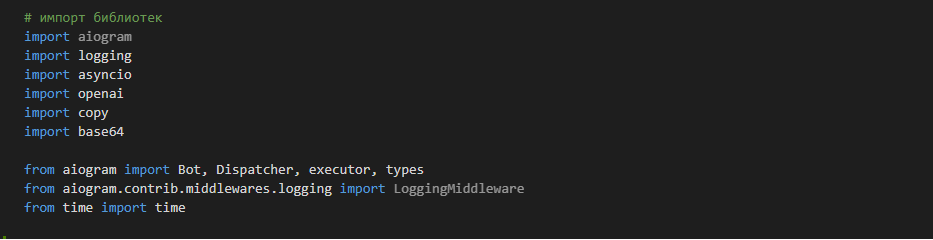 # импорт библиотек
import aiogram
import logging
import asyncio
import openai
import copy
import base64
from aiogram import Bot, Dispatcher, executor, types
from aiogram.contrib.middlewares.logging import LoggingMiddleware
from time import time